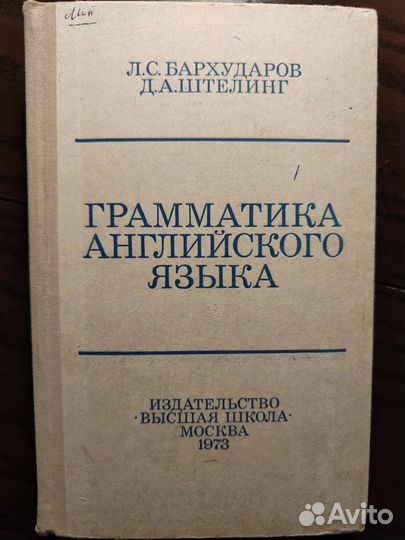 Л.С.БАРХУДАРОВ
Д.А.ШТЕЛИНГ
ГРАММАТИКА
АНГЛИЙСКОГО
ЯЗЫКА
ИЗДАТЕЛЬСТВО
·ВЫСШАЯ ШКОЛА·
МОСКВА
1973
Avito